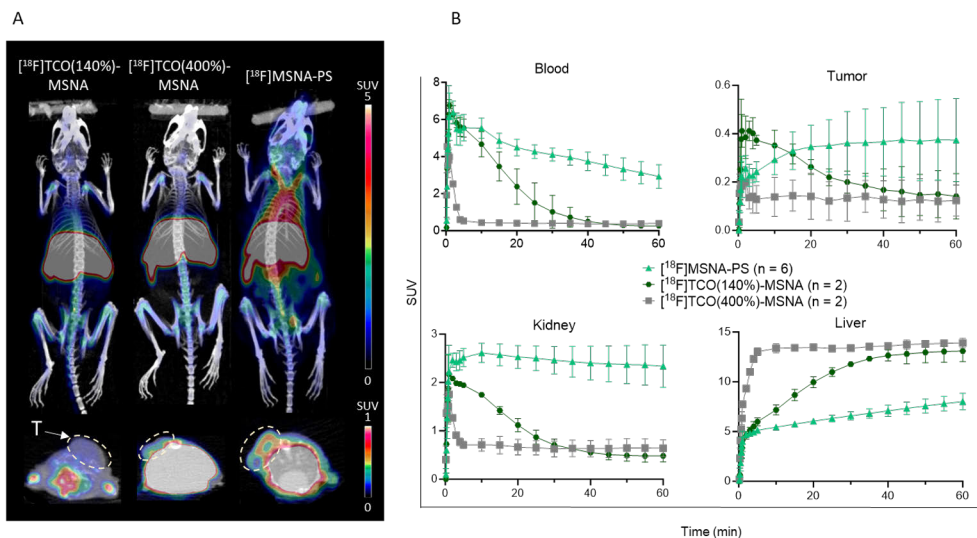 A
B
[¹⁸F]TCO(140%)-
MSNA
[¹⁸F]TCO(400%)-
MSNA
[¹⁸F]MSNA-PS
SUV
5
0
SUV
1
0
T
Blood
8
6
4
2
0
0
20
40
60
Tumor
0.6
0.4
0.2
0.0
0
20
40
60
SUV
[¹⁸F]MSNA-PS (n = 6)
[¹⁸F]TCO(140%)-MSNA (n = 2)
[¹⁸F]TCO(400%)-MSNA (n = 2)
Kidney
3
2
1
0
0
20
40
60
Liver
15
10
5
0
0
20
40
60
Time (min)